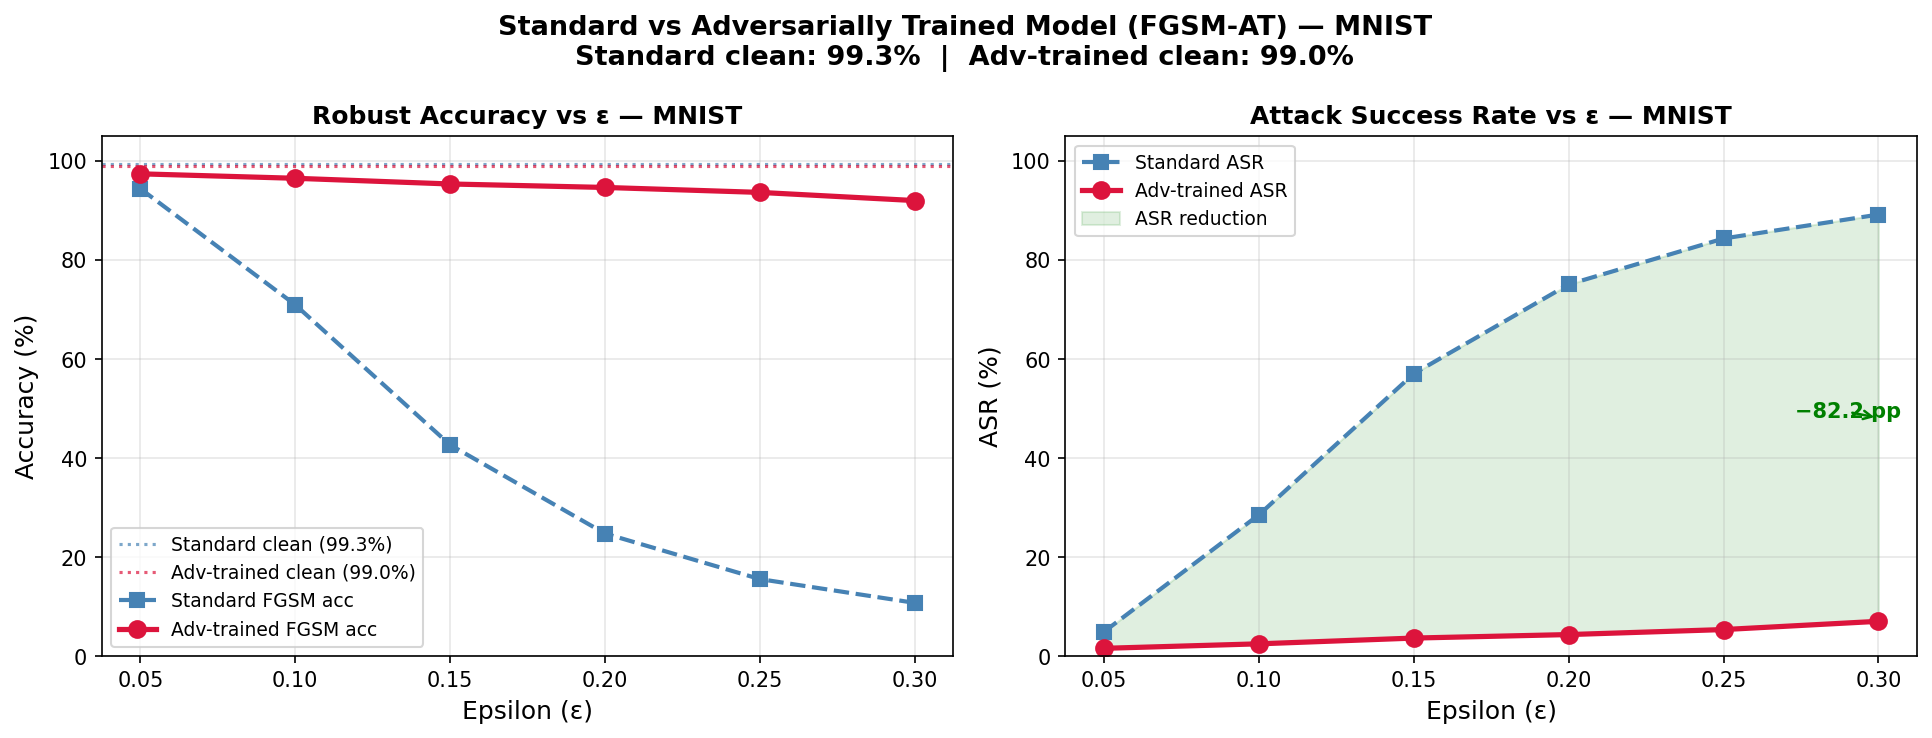 Standard vs Adversarially Trained Model (FGSM-AT) — MNIST
Standard clean: 99.3%  |  Adv-trained clean: 99.0%
Robust Accuracy vs ε — MNIST
Accuracy (%)
100
80
60
40
20
0
Standard clean (99.3%)
Adv-trained clean (99.0%)
Standard FGSM acc
Adv-trained FGSM acc
0.05 0.10 0.15 0.20 0.25 0.30
Epsilon (ε)
Attack Success Rate vs ε — MNIST
ASR (%)
100
80
60
40
20
0
Standard ASR
Adv-trained ASR
ASR reduction
−82.2 pp
0.05 0.10 0.15 0.20 0.25 0.30
Epsilon (ε)